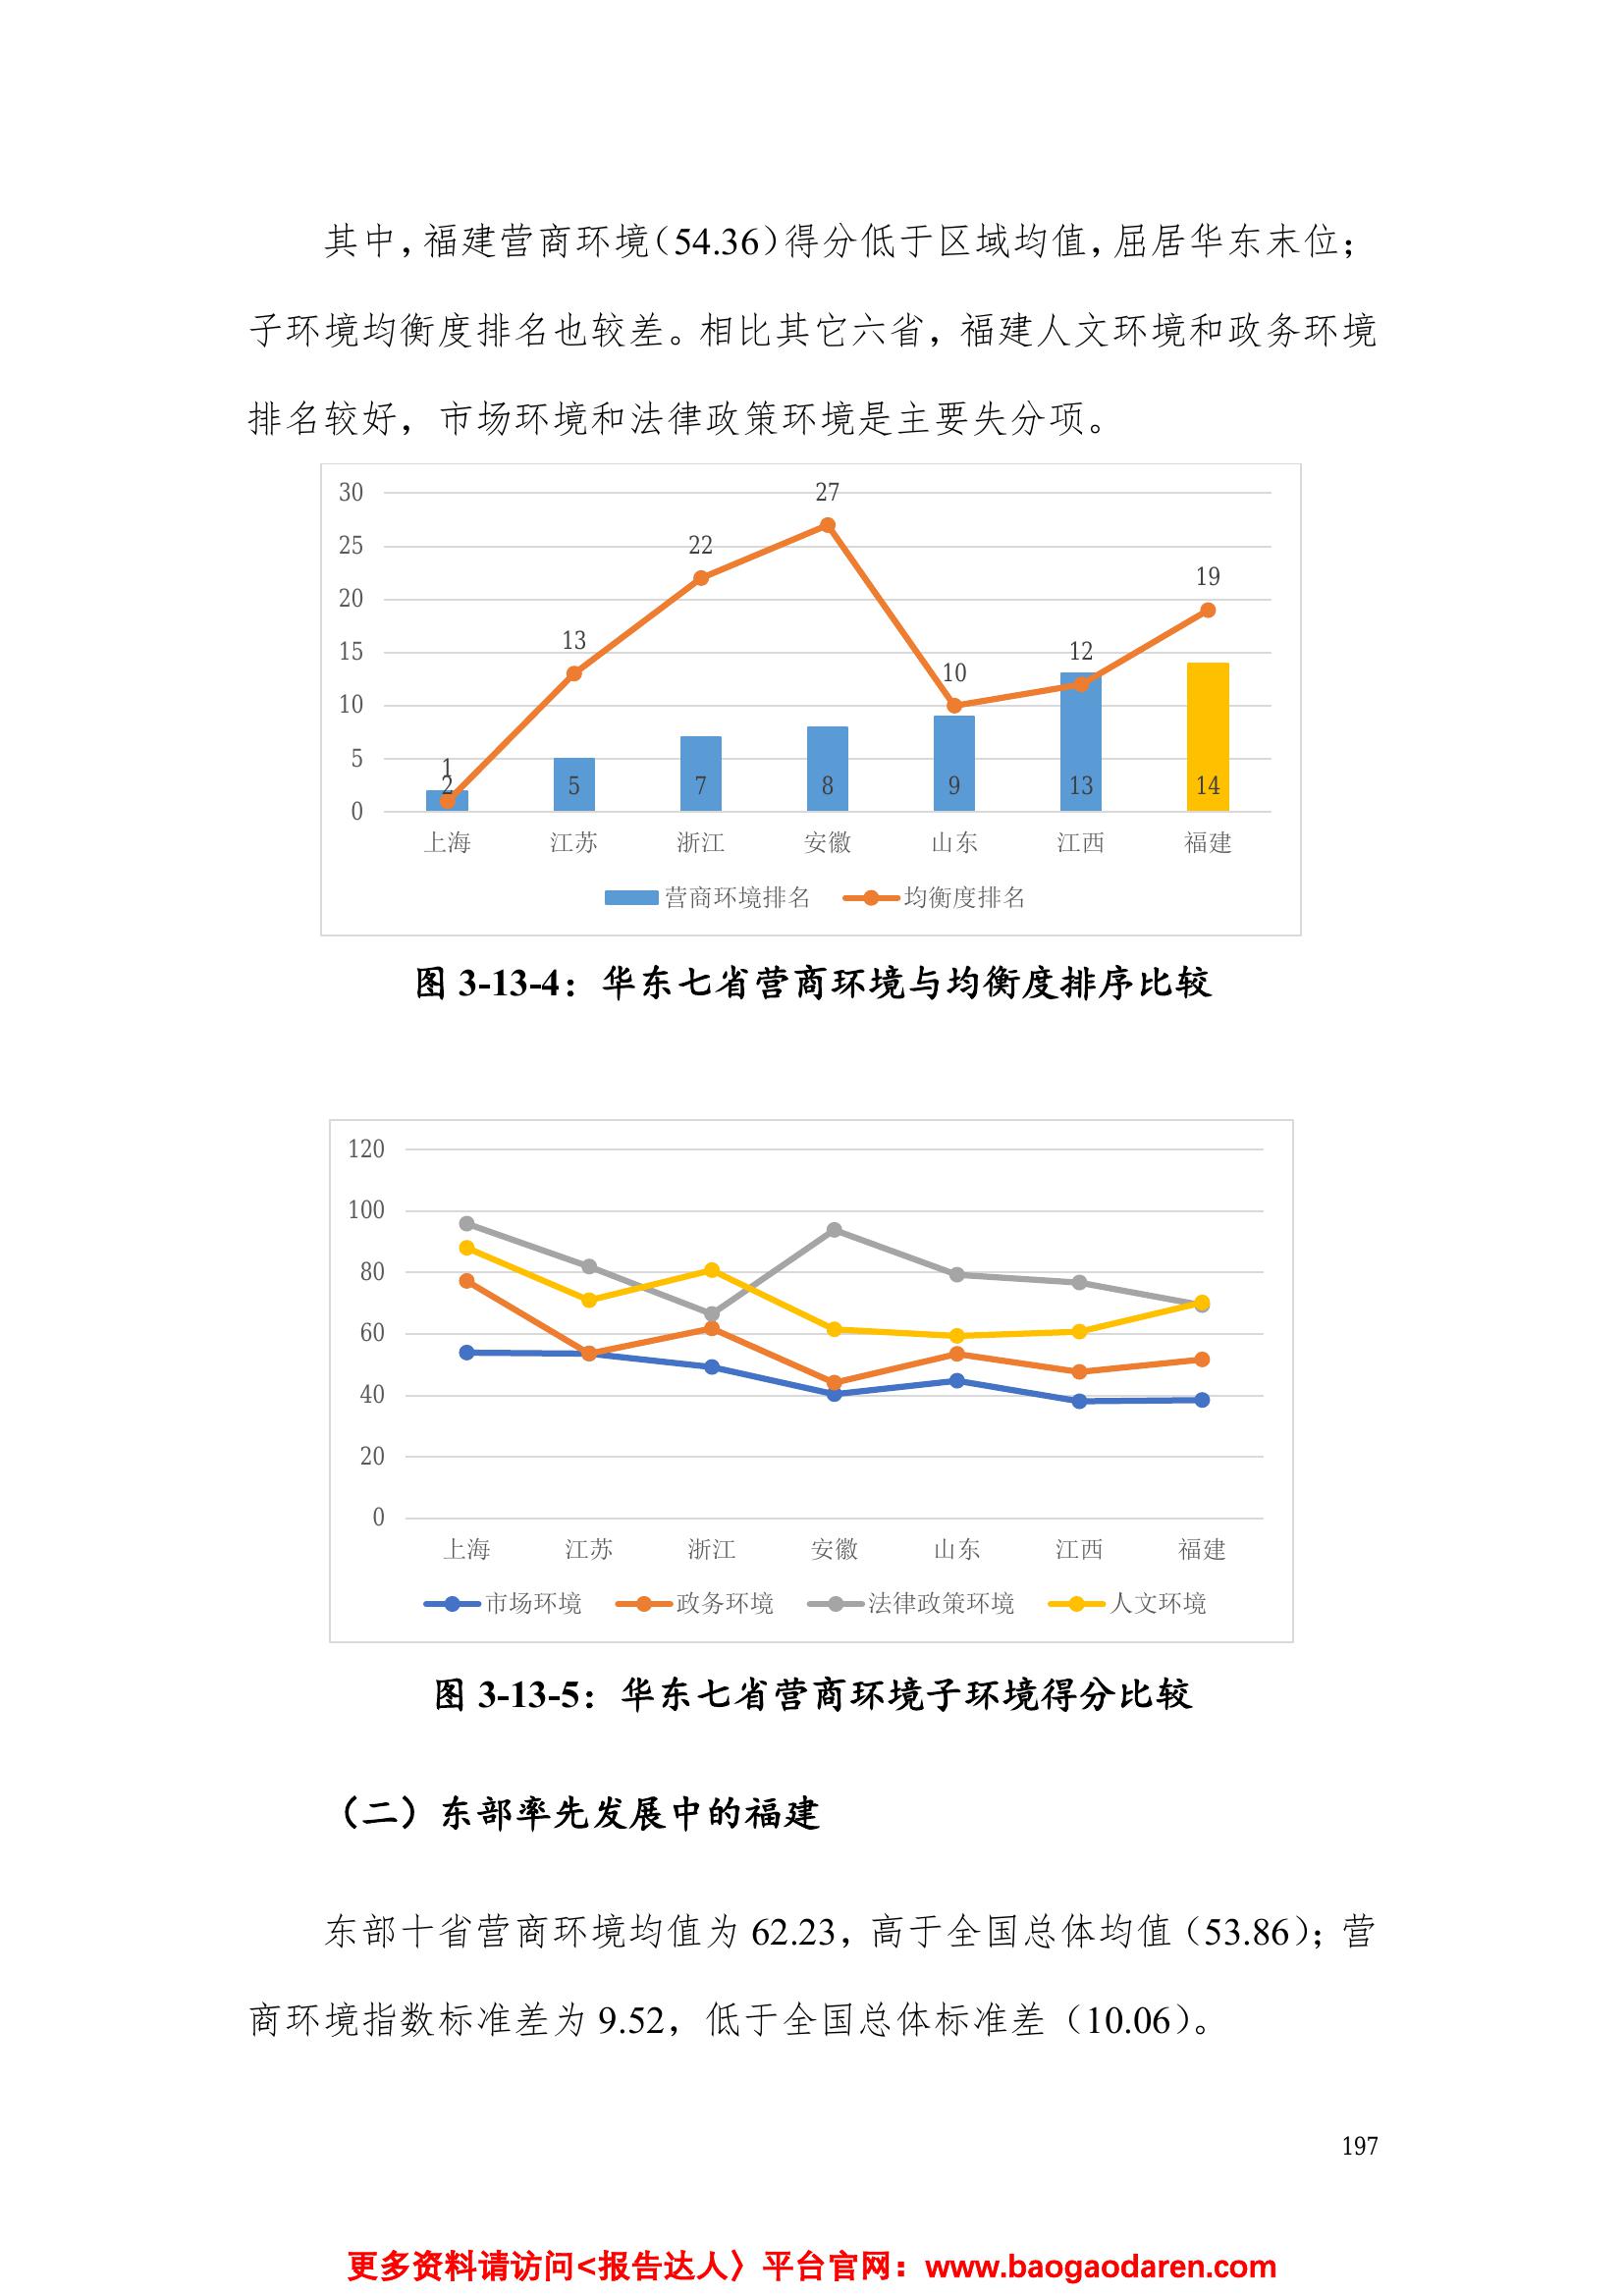 其中，福建营商环境（54.36）得分低于区域均值，屈居华东末位；
子环境均衡度排名也较差。相比其它六省，福建人文环境和政务环境
排名较好，市场环境和法律政策环境是主要失分项。
30
25
20
15
10
5
0
1
2
13
5
22
7
27
8
10
9
12
13
19
14
上海 江苏 浙江 安徽 山东 江西 福建
营商环境排名 均衡度排名
图 3-13-4：华东七省营商环境与均衡度排序比较
120
100
80
60
40
20
0
上海 江苏 浙江 安徽 山东 江西 福建
市场环境 政务环境 法律政策环境 人文环境
图 3-13-5：华东七省营商环境子环境得分比较
（二）东部率先发展中的福建
东部十省营商环境均值为 62.23，高于全国总体均值（53.86）；营
商环境指数标准差为 9.52，低于全国总体标准差（10.06）。
197
更多资料请访问<报告达人〉平台官网：www.baogaodaren.com